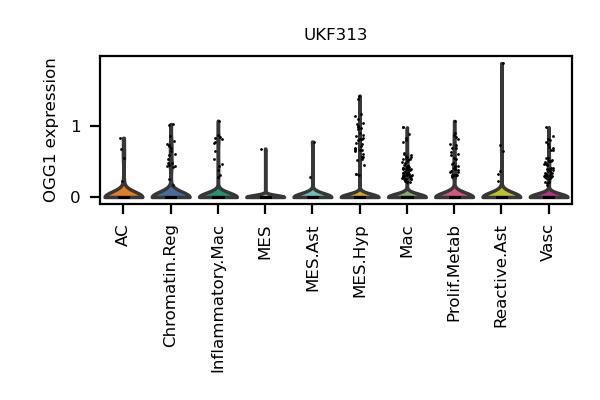 UKF313
OGG1 expression
1
0
AC
Chromatin.Reg
Inflammatory.Mac
MES
MES.Ast
MES.Hyp
Mac
Prolif.Metab
Reactive.Ast
Vasc